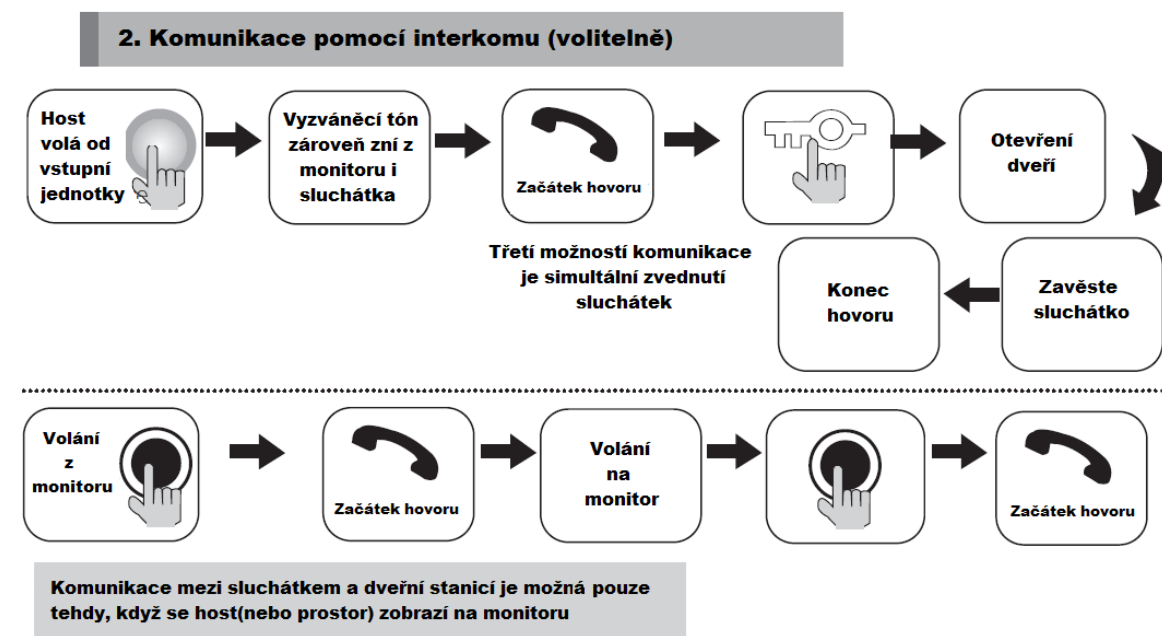 2. Komunikace pomocí interkomu (volitelně)
Host
volá od
vstupní
jednotky
Vyzváněcí tón
zároveň zní z
monitoru i
sluchátka
Začátek hovoru
Otevření
dveří
Třetí možností komunikace
je simultální zvednutí
sluchátek
Konec
hovoru
Zavěste
sluchátko
Volání
z
monitoru
Začátek hovoru
Volání
na
monitor
Začátek hovoru
Komunikace mezi sluchátkem a dveřní stanicí je možná pouze
tehdy, když se host(nebo prostor) zobrazí na monitoru